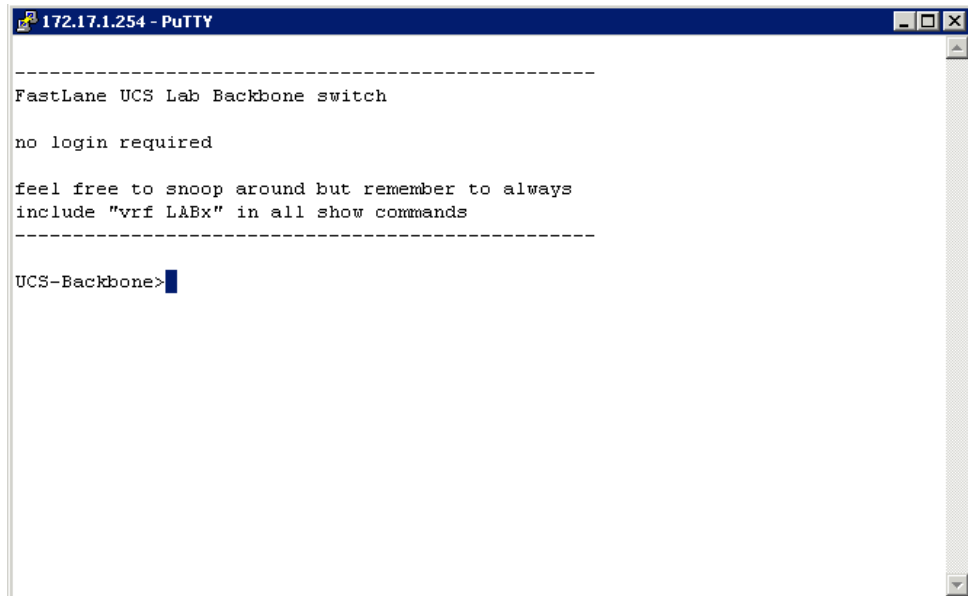 172.17.1.254 - PuTTY
--------------------------------------------------
FastLane UCS Lab Backbone switch
no login required
feel free to snoop around but remember to always
include "vrf LABx" in all show commands
--------------------------------------------------
UCS-Backbone>